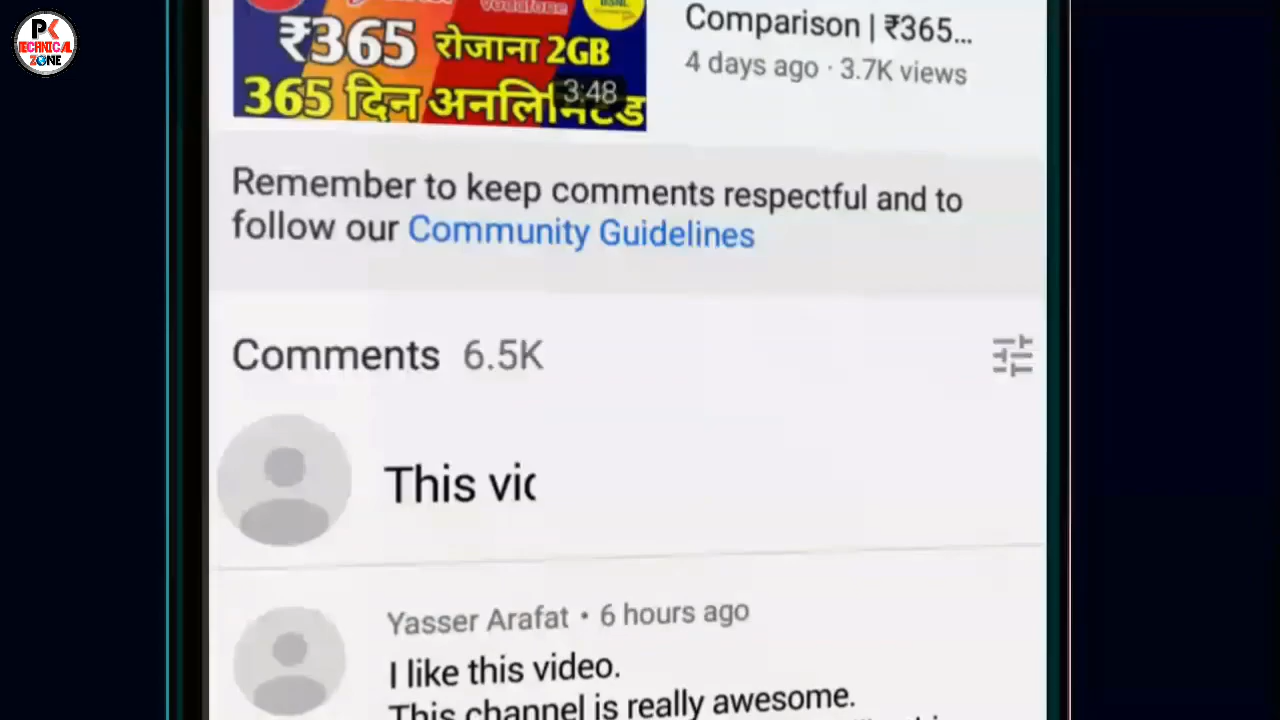 PK
TECHNICAL
ZONE
BSNL
₹365 रोजाना 2GB
365 दिन अनलिमिटेड
3:48
Comparison | ₹365...
4 days ago · 3.7K views
Remember to keep comments respectful and to
follow our Community Guidelines
Comments 6.5K
This vic
Yasser Arafat • 6 hours ago
I like this video.
This channel is really awesome.